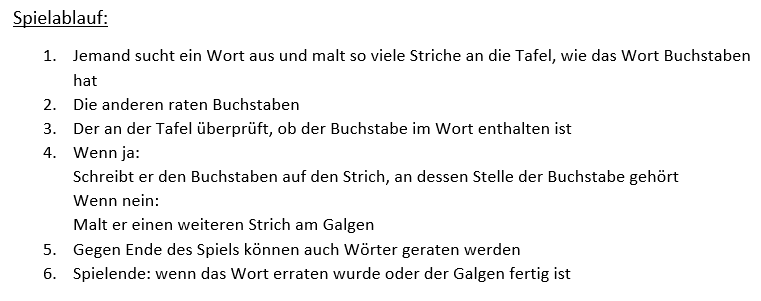 Spielablauf:
1. Jemand sucht ein Wort aus und malt so viele Striche an die Tafel, wie das Wort Buchstaben
hat
2. Die anderen raten Buchstaben
3. Der an der Tafel überprüft, ob der Buchstabe im Wort enthalten ist
4. Wenn ja:
Schreibt er den Buchstaben auf den Strich, an dessen Stelle der Buchstabe gehört
Wenn nein:
Malt er einen weiteren Strich am Galgen
5. Gegen Ende des Spiels können auch Wörter geraten werden
6. Spielende: wenn das Wort erraten wurde oder der Galgen fertig ist